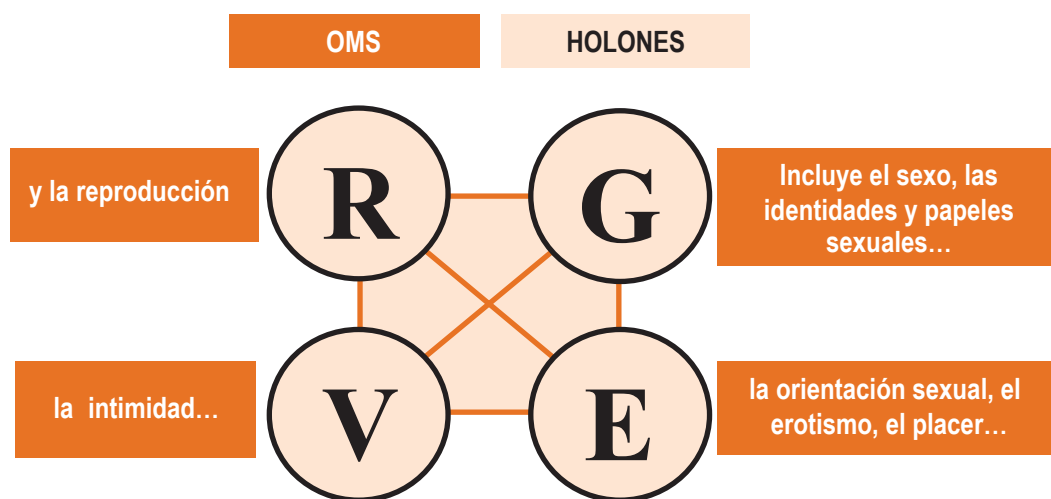 OMS
HOLONES
y la reproducción
R
G
Incluye el sexo, las
identidades y papeles
sexuales…
la intimidad…
V
E
la orientación sexual, el
erotismo, el placer…